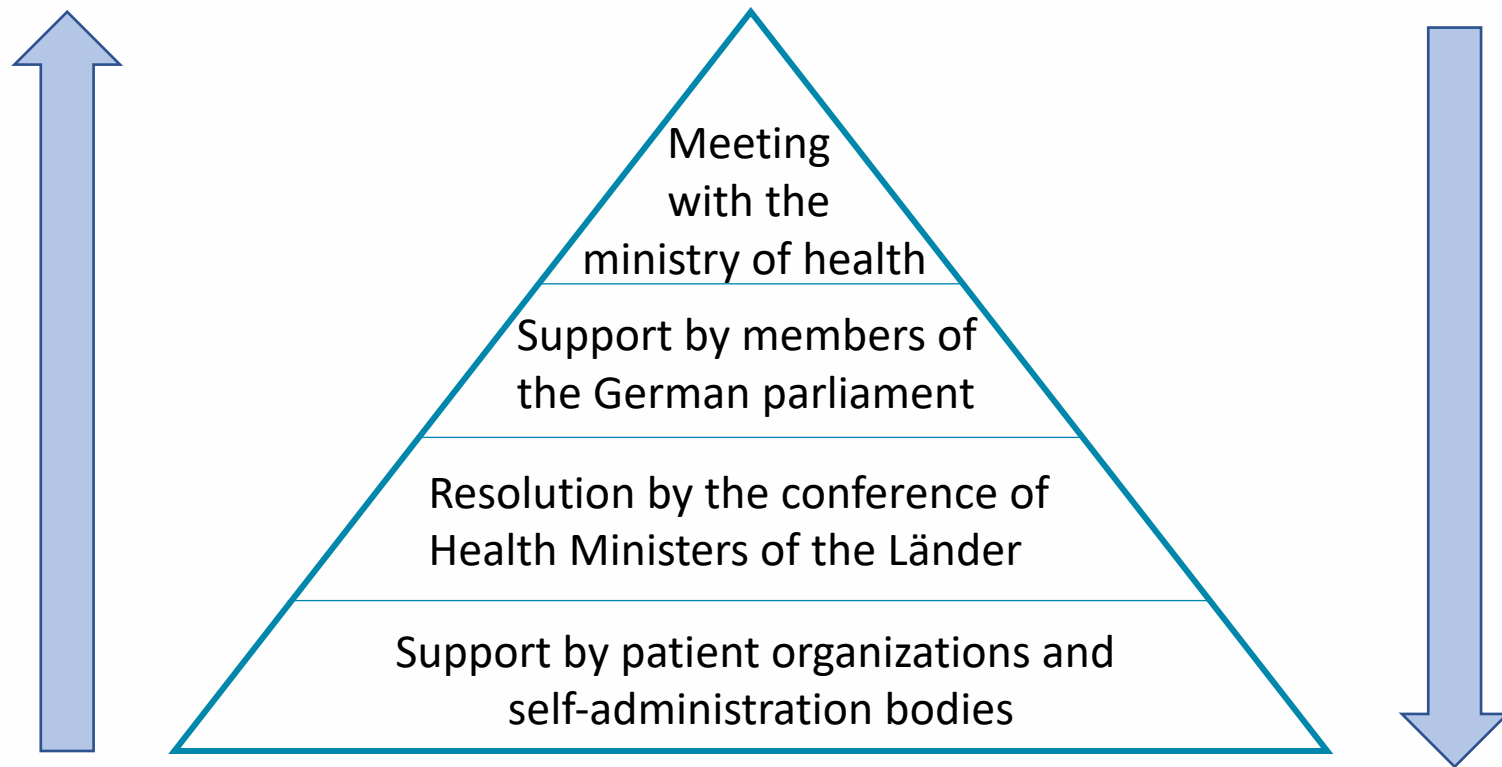 Meeting
with the
ministry of health
Support by members of
the German parliament
Resolution by the conference of
Health Ministers of the Länder
Support by patient organizations and
self-administration bodies